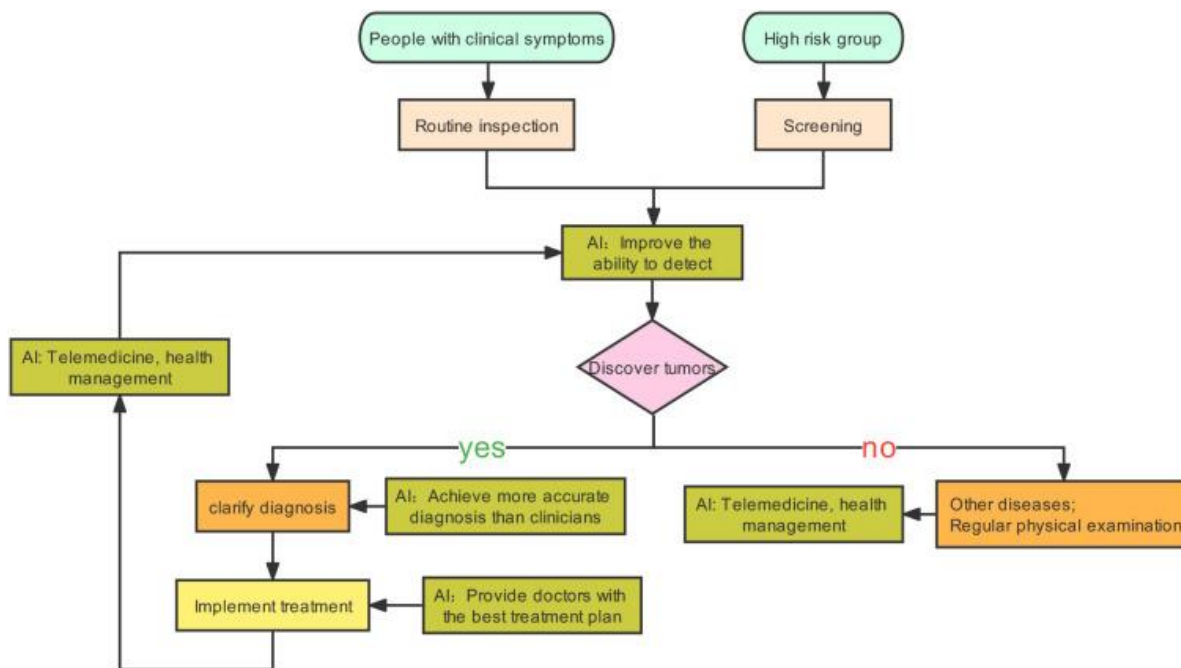 People with clinical symptoms
High risk group
Routine inspection
Screening
AI: Improve the
ability to detect
AI: Telemedicine, health
management
Discover tumors
yes
no
clarify diagnosis
AI: Achieve more accurate
diagnosis than clinicians
AI: Telemedicine, health
management
Other diseases;
Regular physical examination
Implement treatment
AI: Provide doctors with
the best treatment plan